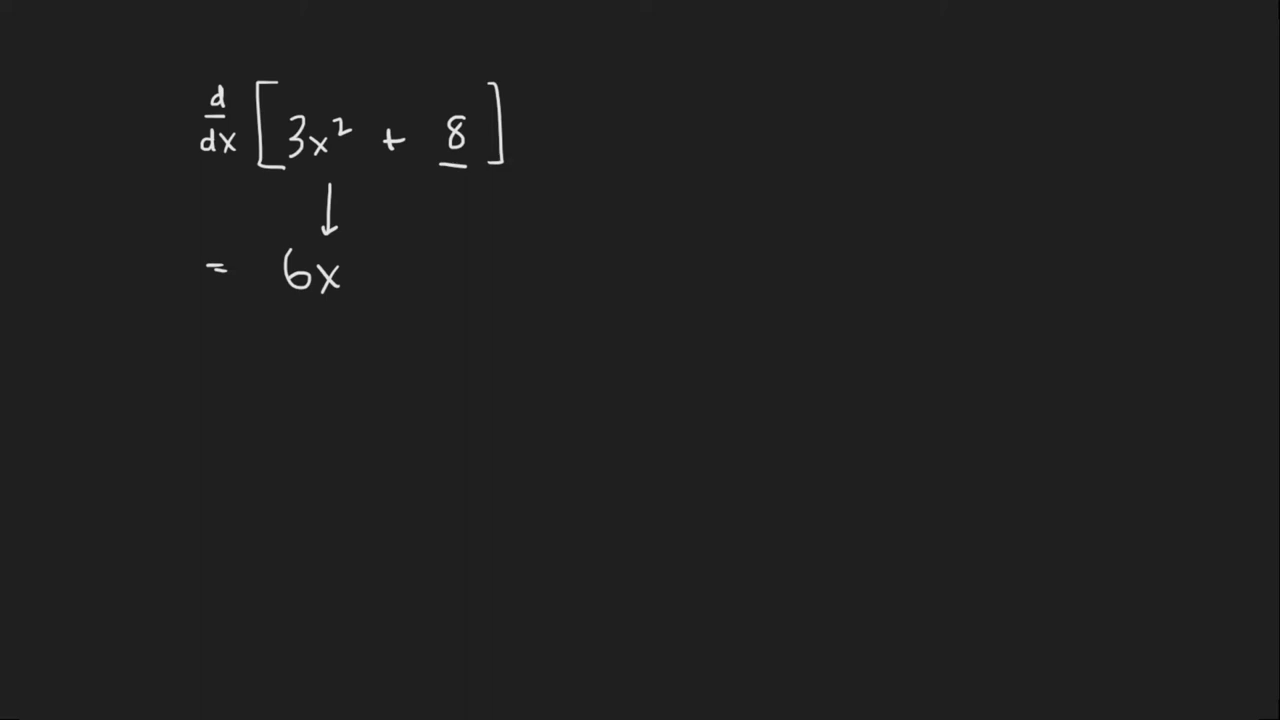 d/dx [3x² + 8]
= 6x